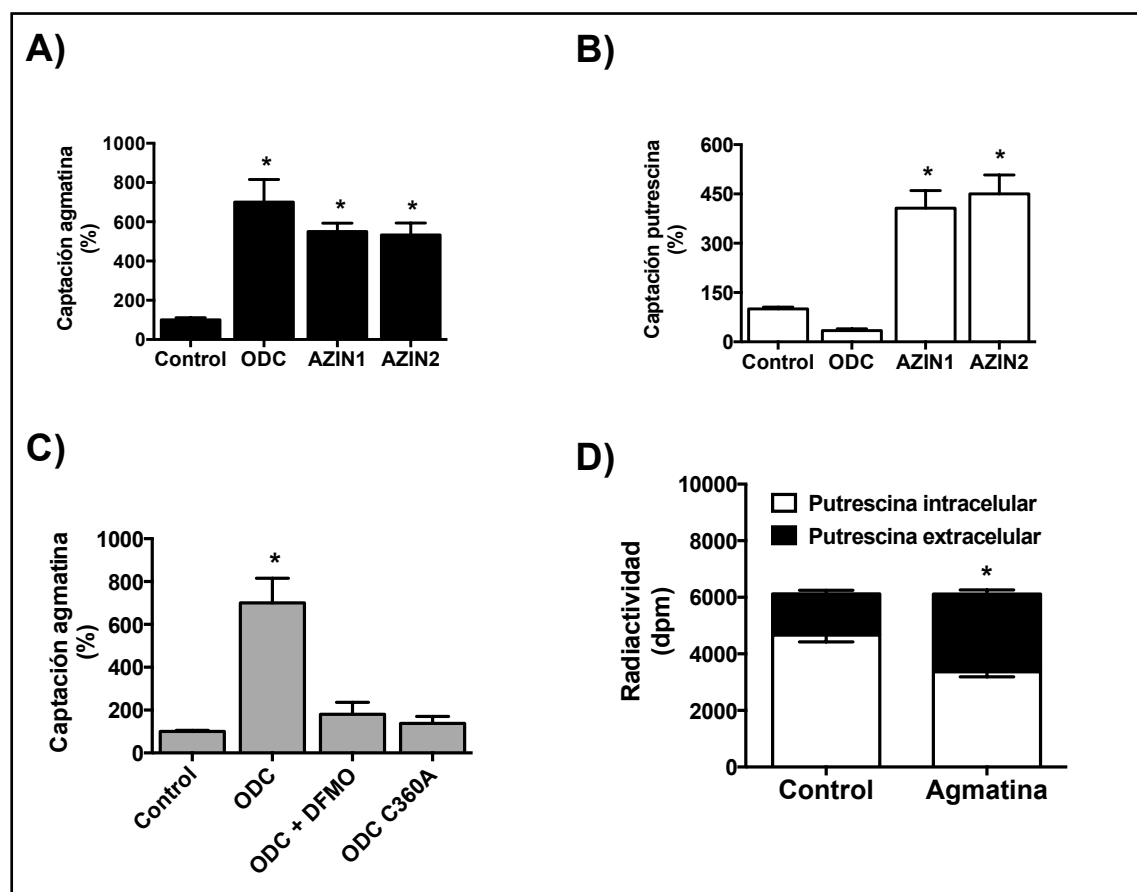 A)
Captación agmatina
(%)
1000
800
600
400
200
0
*
*
*
Control
ODC
AZIN1
AZIN2
B)
Captación putrescina
(%)
600
450
300
150
0
*
*
Control
ODC
AZIN1
AZIN2
C)
Captación agmatina
(%)
1000
800
600
400
200
0
*
Control
ODC
ODC + DFMO
ODC C360A
D)
Radiactividad
(dpm)
10000
8000
6000
4000
2000
0
Putrescina intracelular
Putrescina extracelular
*
Control
Agmatina